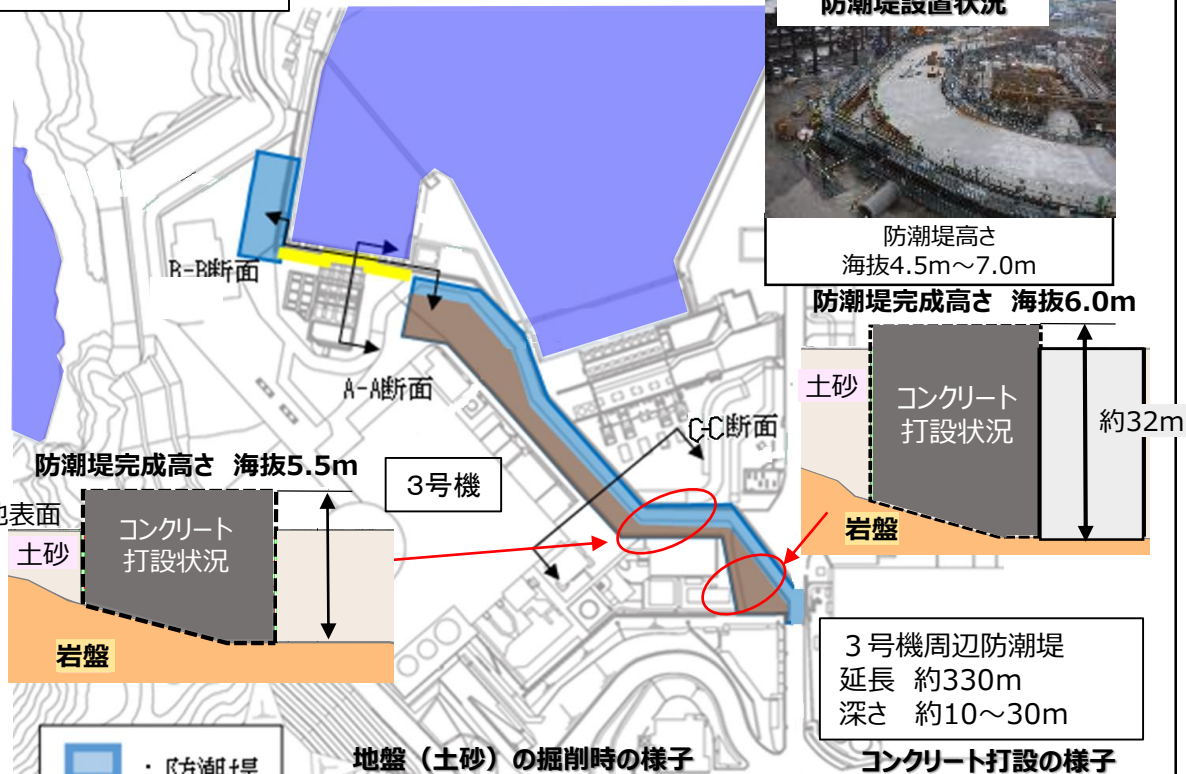 防潮堤設置状況
防潮堤高さ
海抜4.5m～7.0m
防潮堤完成高さ 海抜6.0m
土砂
コンクリート
打設状況
約32m
岩盤
B-B断面
A-A断面
C-C断面
3号機
防潮堤完成高さ 海抜5.5m
地表面
コンクリート
打設状況
土砂
岩盤
3号機周辺防潮堤
延長 約330m
深さ 約10～30m
：防潮堤
地盤（土砂）の掘削時の様子
コンクリート打設の様子